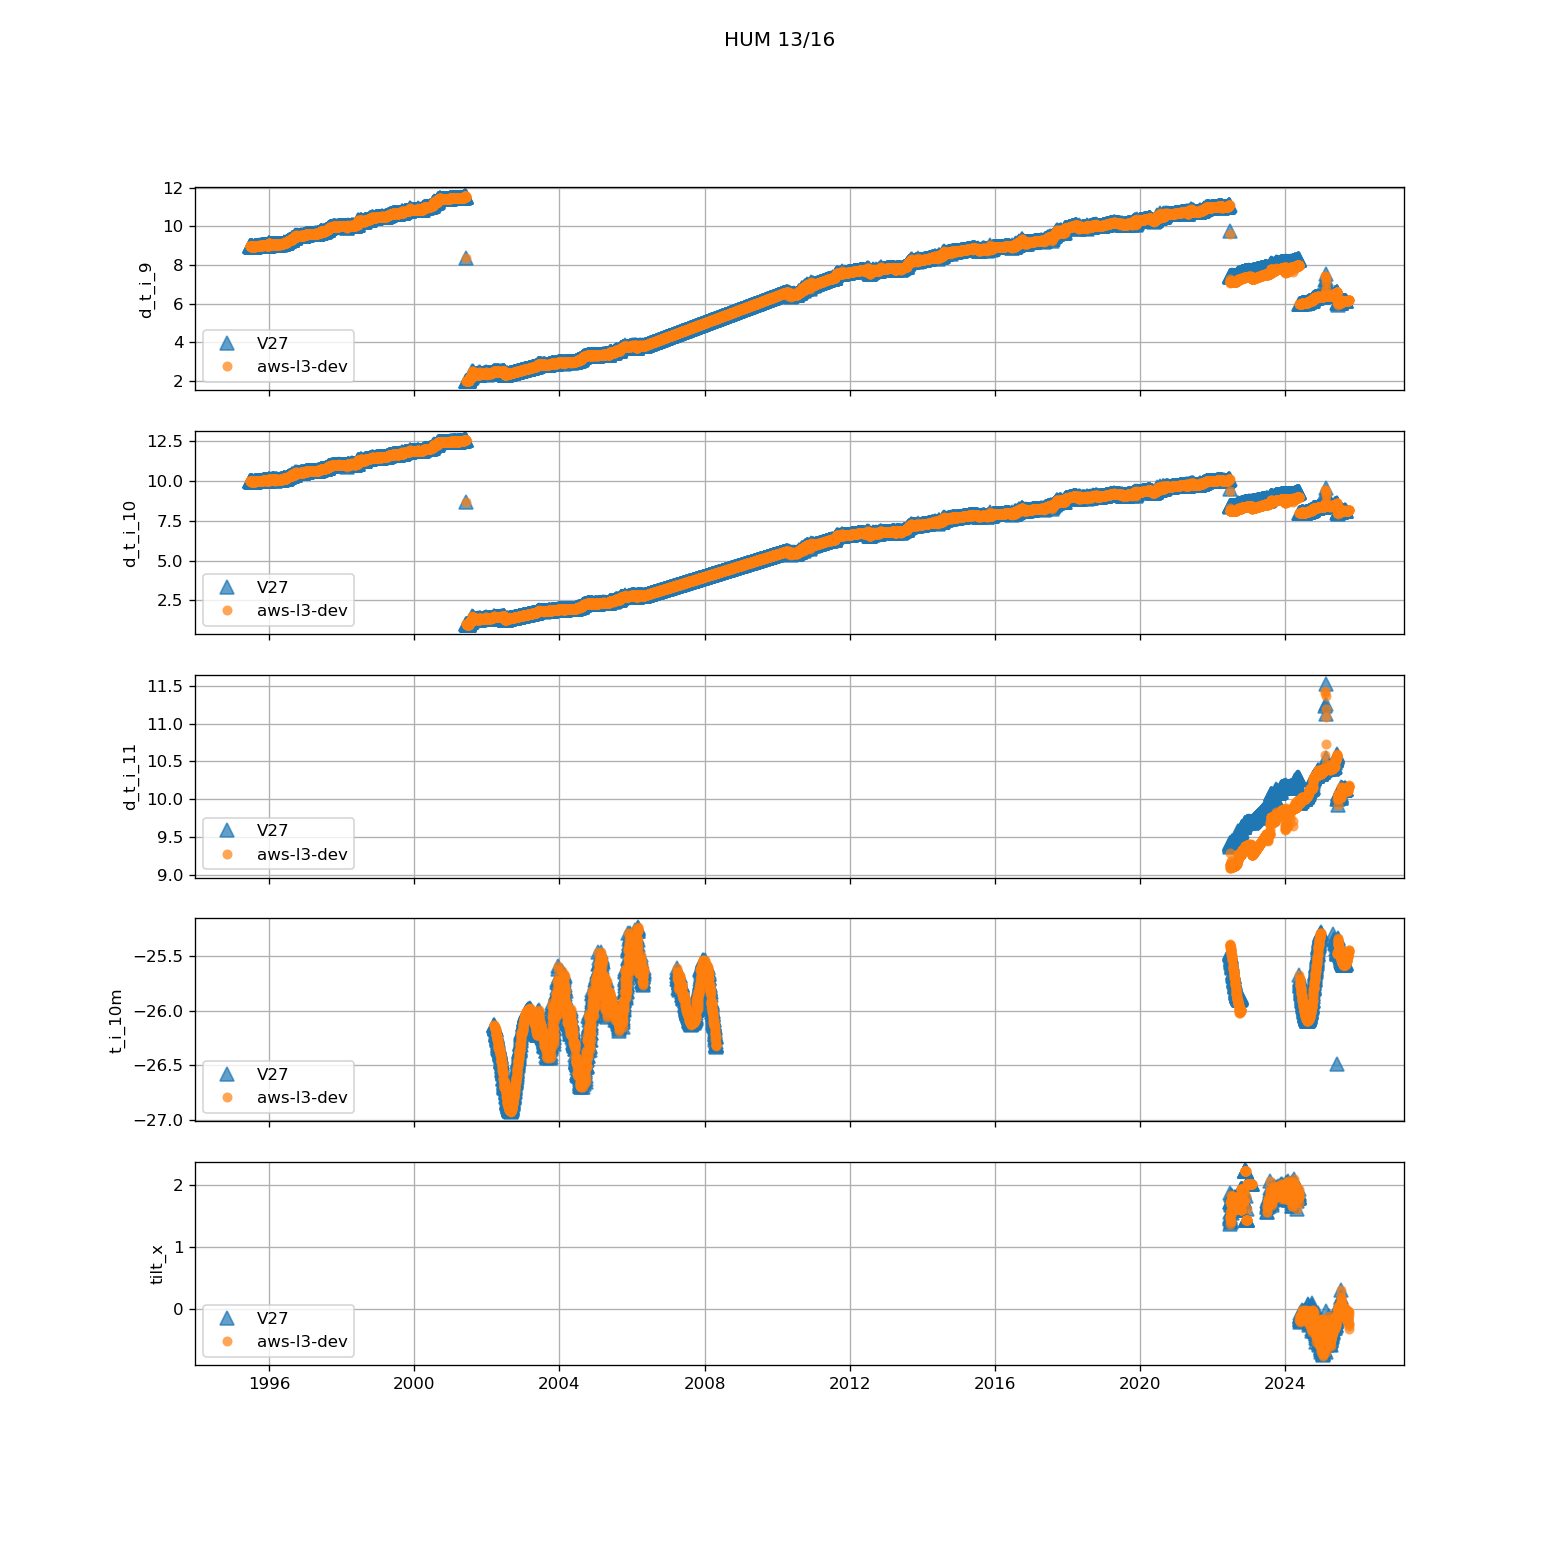 HUM 13/16
12
10
8
6
4
2
d_t_i_9
V27
aws-l3-dev
12.5
10.0
7.5
5.0
2.5
d_t_i_10
V27
aws-l3-dev
11.5
11.0
10.5
10.0
9.5
9.0
d_t_i_11
V27
aws-l3-dev
−25.5
−26.0
−26.5
−27.0
t_i_10m
V27
aws-l3-dev
2
1
0
tilt_x
V27
aws-l3-dev
1996 2000 2004 2008 2012 2016 2020 2024